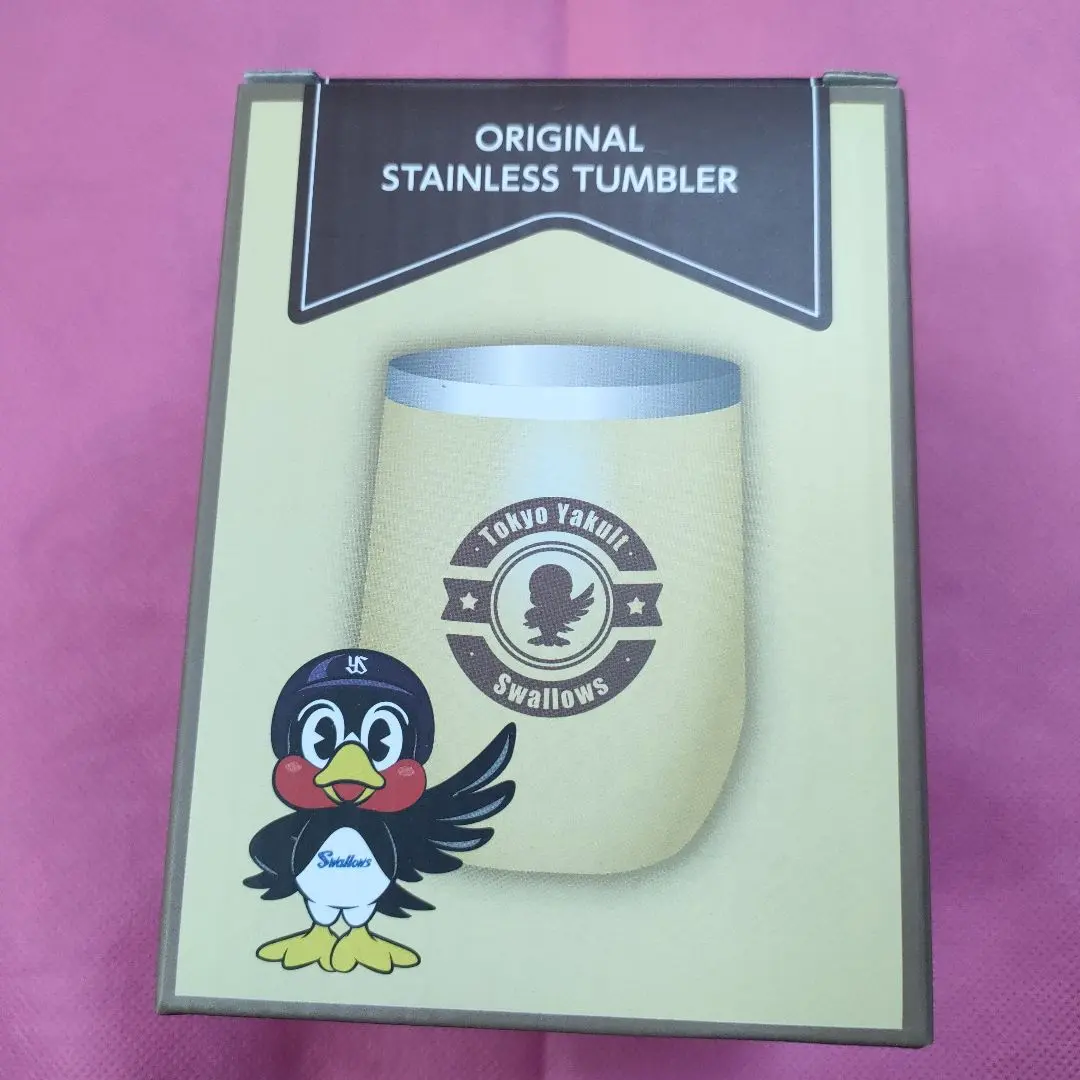 ORIGINAL
STAINLESS TUMBLER
Tokyo Yakult
Swallows
YS
Swallows